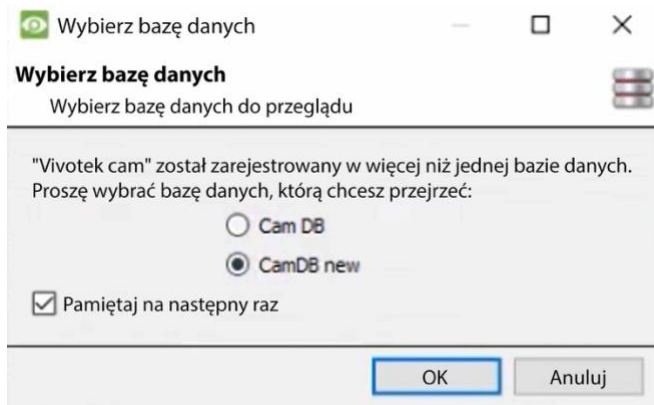 Wybierz bazę danych
Wybierz bazę danych
Wybierz bazę danych do przeglądu
"Vivotek cam" został zarejestrowany w więcej niż jednej bazie danych.
Proszę wybrać bazę danych, którą chcesz przejrzeć:
Cam DB
CamDB new
Pamiętaj na następny raz
OK Anuluj